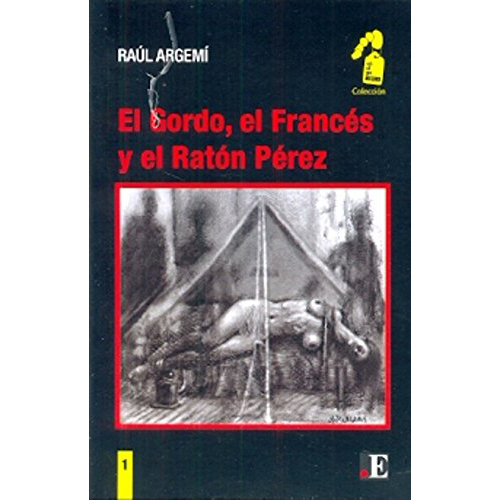 RAÚL ARGEMÍ
Colección
El Gordo, el Francés
y el Ratón Pérez
1
.E